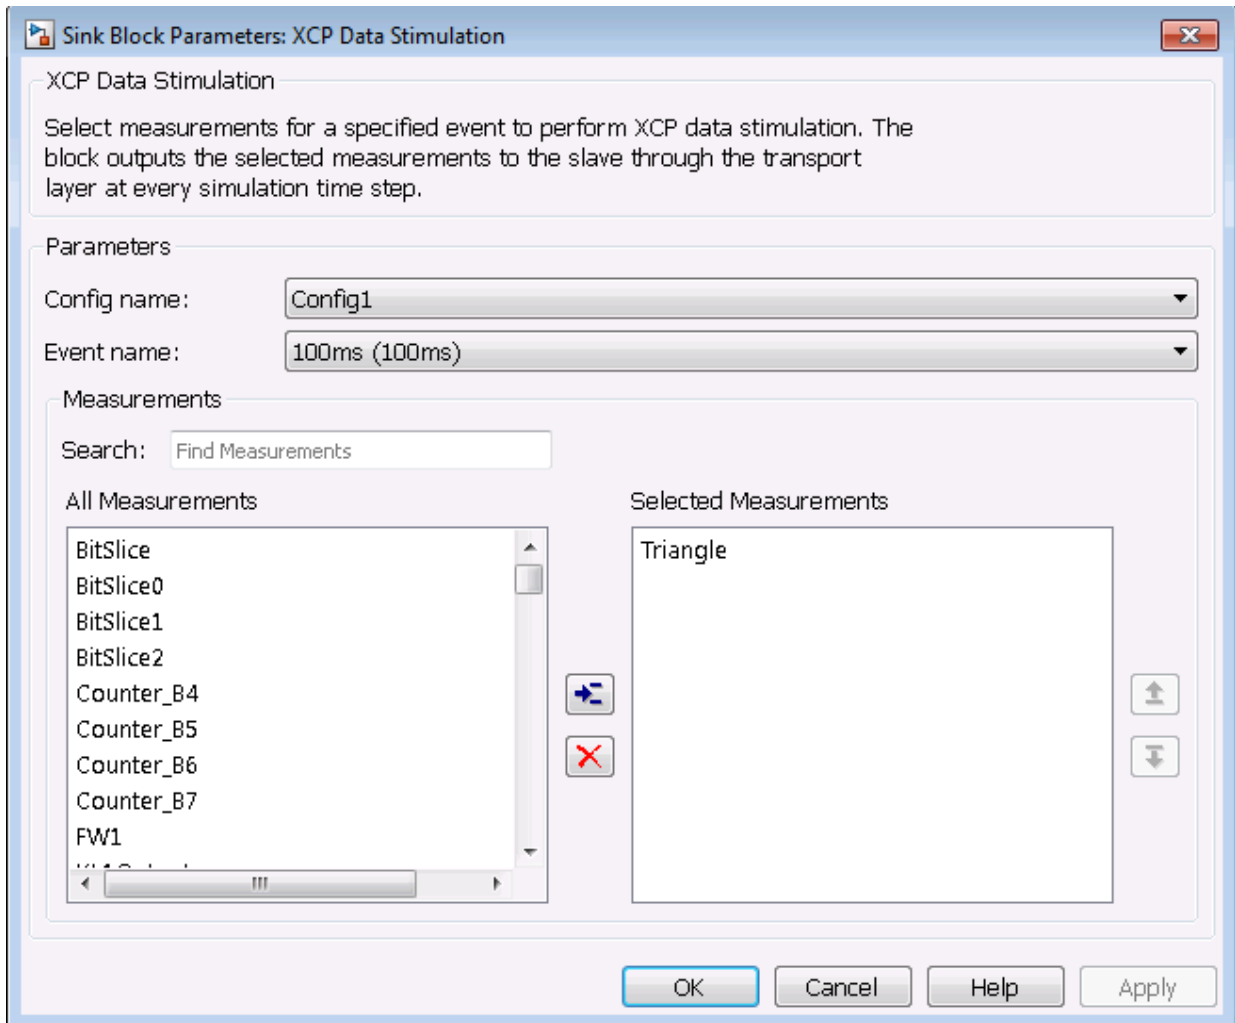 Sink Block Parameters: XCP Data Stimulation
XCP Data Stimulation
Select measurements for a specified event to perform XCP data stimulation. The
block outputs the selected measurements to the slave through the transport
layer at every simulation time step.
Parameters
Config name: Config1
Event name: 100ms (100ms)
Measurements
Search: Find Measurements
All Measurements
BitSlice
BitSlice0
BitSlice1
BitSlice2
Counter_B4
Counter_B5
Counter_B6
Counter_B7
FW1
Selected Measurements
Triangle
OK Cancel Help Apply